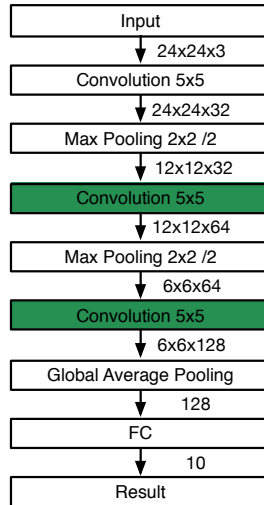 Input
24x24x3
Convolution 5x5
24x24x32
Max Pooling 2x2 /2
12x12x32
Convolution 5x5
12x12x64
Max Pooling 2x2 /2
6x6x64
Convolution 5x5
6x6x128
Global Average Pooling
128
FC
10
Result